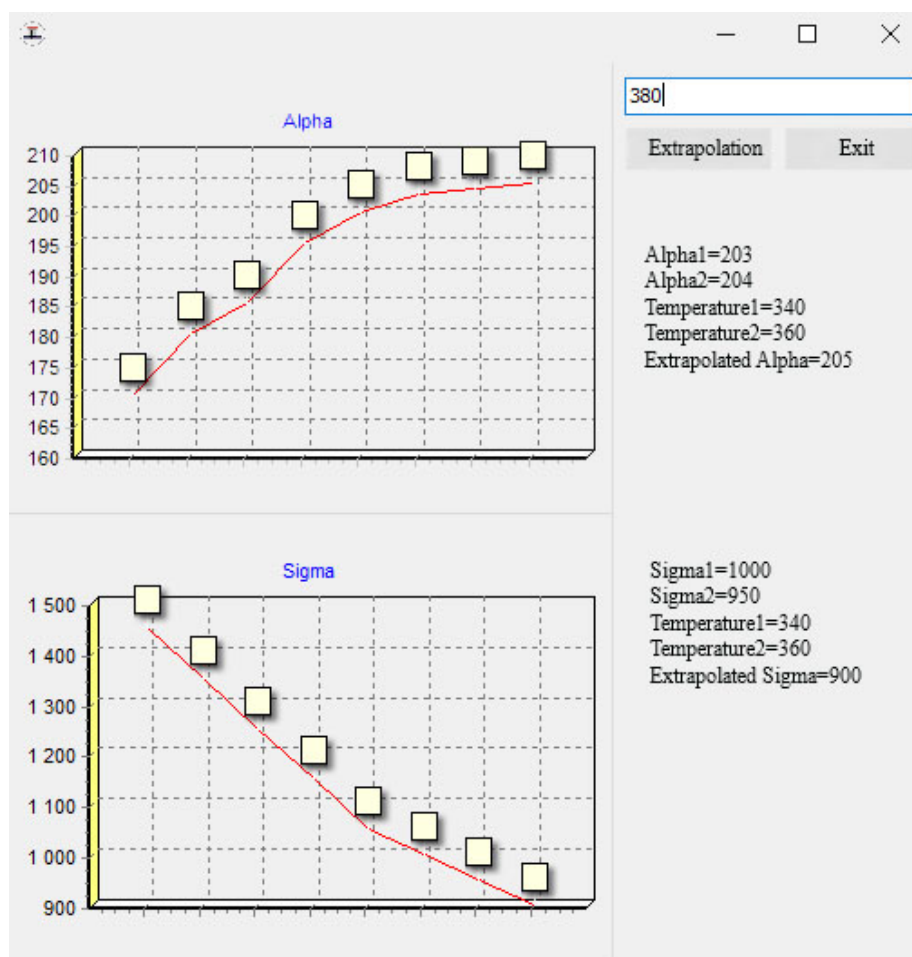 380
Extrapolation Exit
Alpha
210
205
200
195
190
185
180
175
170
165
160
Alpha1=203
Alpha2=204
Temperature1=340
Temperature2=360
Extrapolated Alpha=205
Sigma
1 500
1 400
1 300
1 200
1 100
1 000
900
Sigma1=1000
Sigma2=950
Temperature1=340
Temperature2=360
Extrapolated Sigma=900